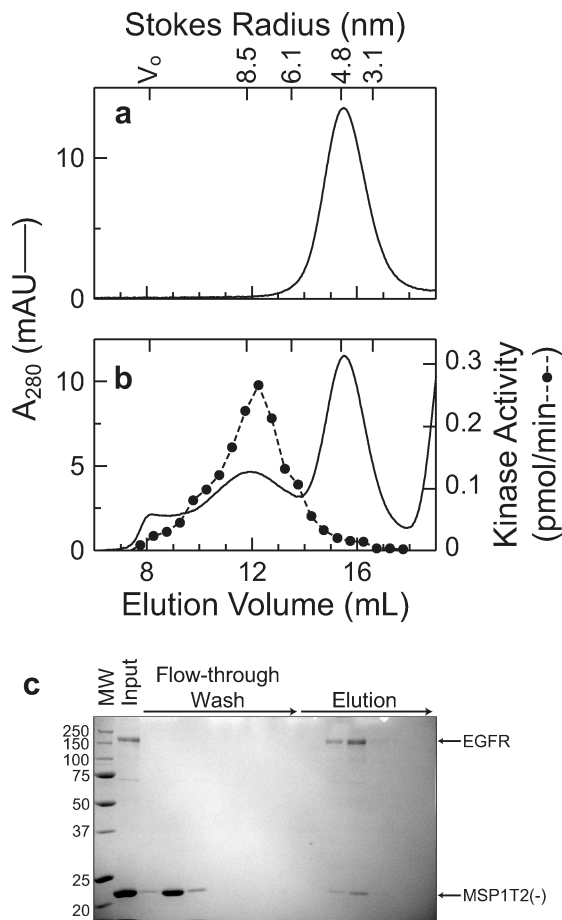 Stokes Radius (nm)
Vo 8.5 6.1 4.8 3.1
a
10
0
A280 (mAU—)
b
10
5
0
0.3
0.2
0.1
0
Kinase Activity
(pmol/min--●--)
8 12 16
Elution Volume (mL)
c
MW
Input
Flow-through
Wash
Elution
250
150
100
75
50
37
25
20
EGFR
MSP1T2(-)